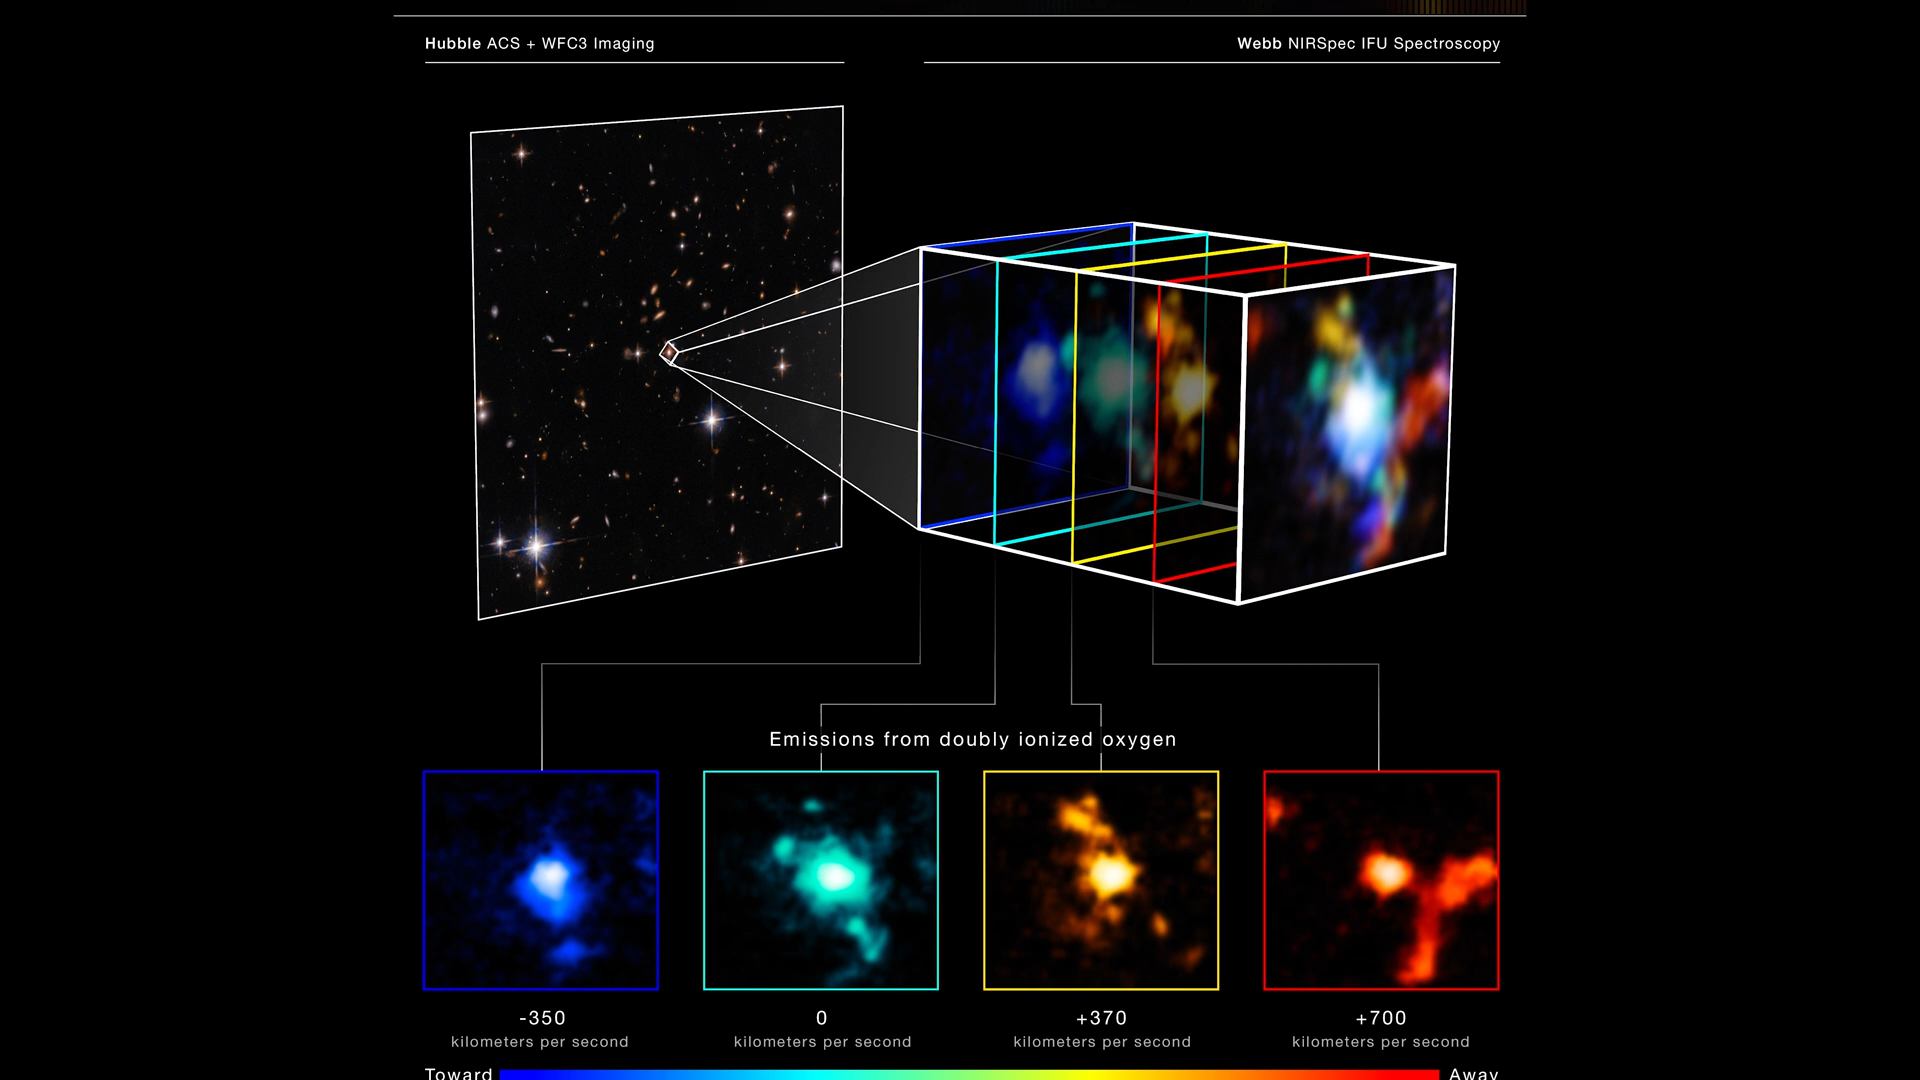 Hubble ACS + WFC3 Imaging
Webb NIRSpec IFU Spectroscopy
Emissions from doubly ionized oxygen
-350
kilometers per second
0
kilometers per second
+370
kilometers per second
+700
kilometers per second
Toward
Away